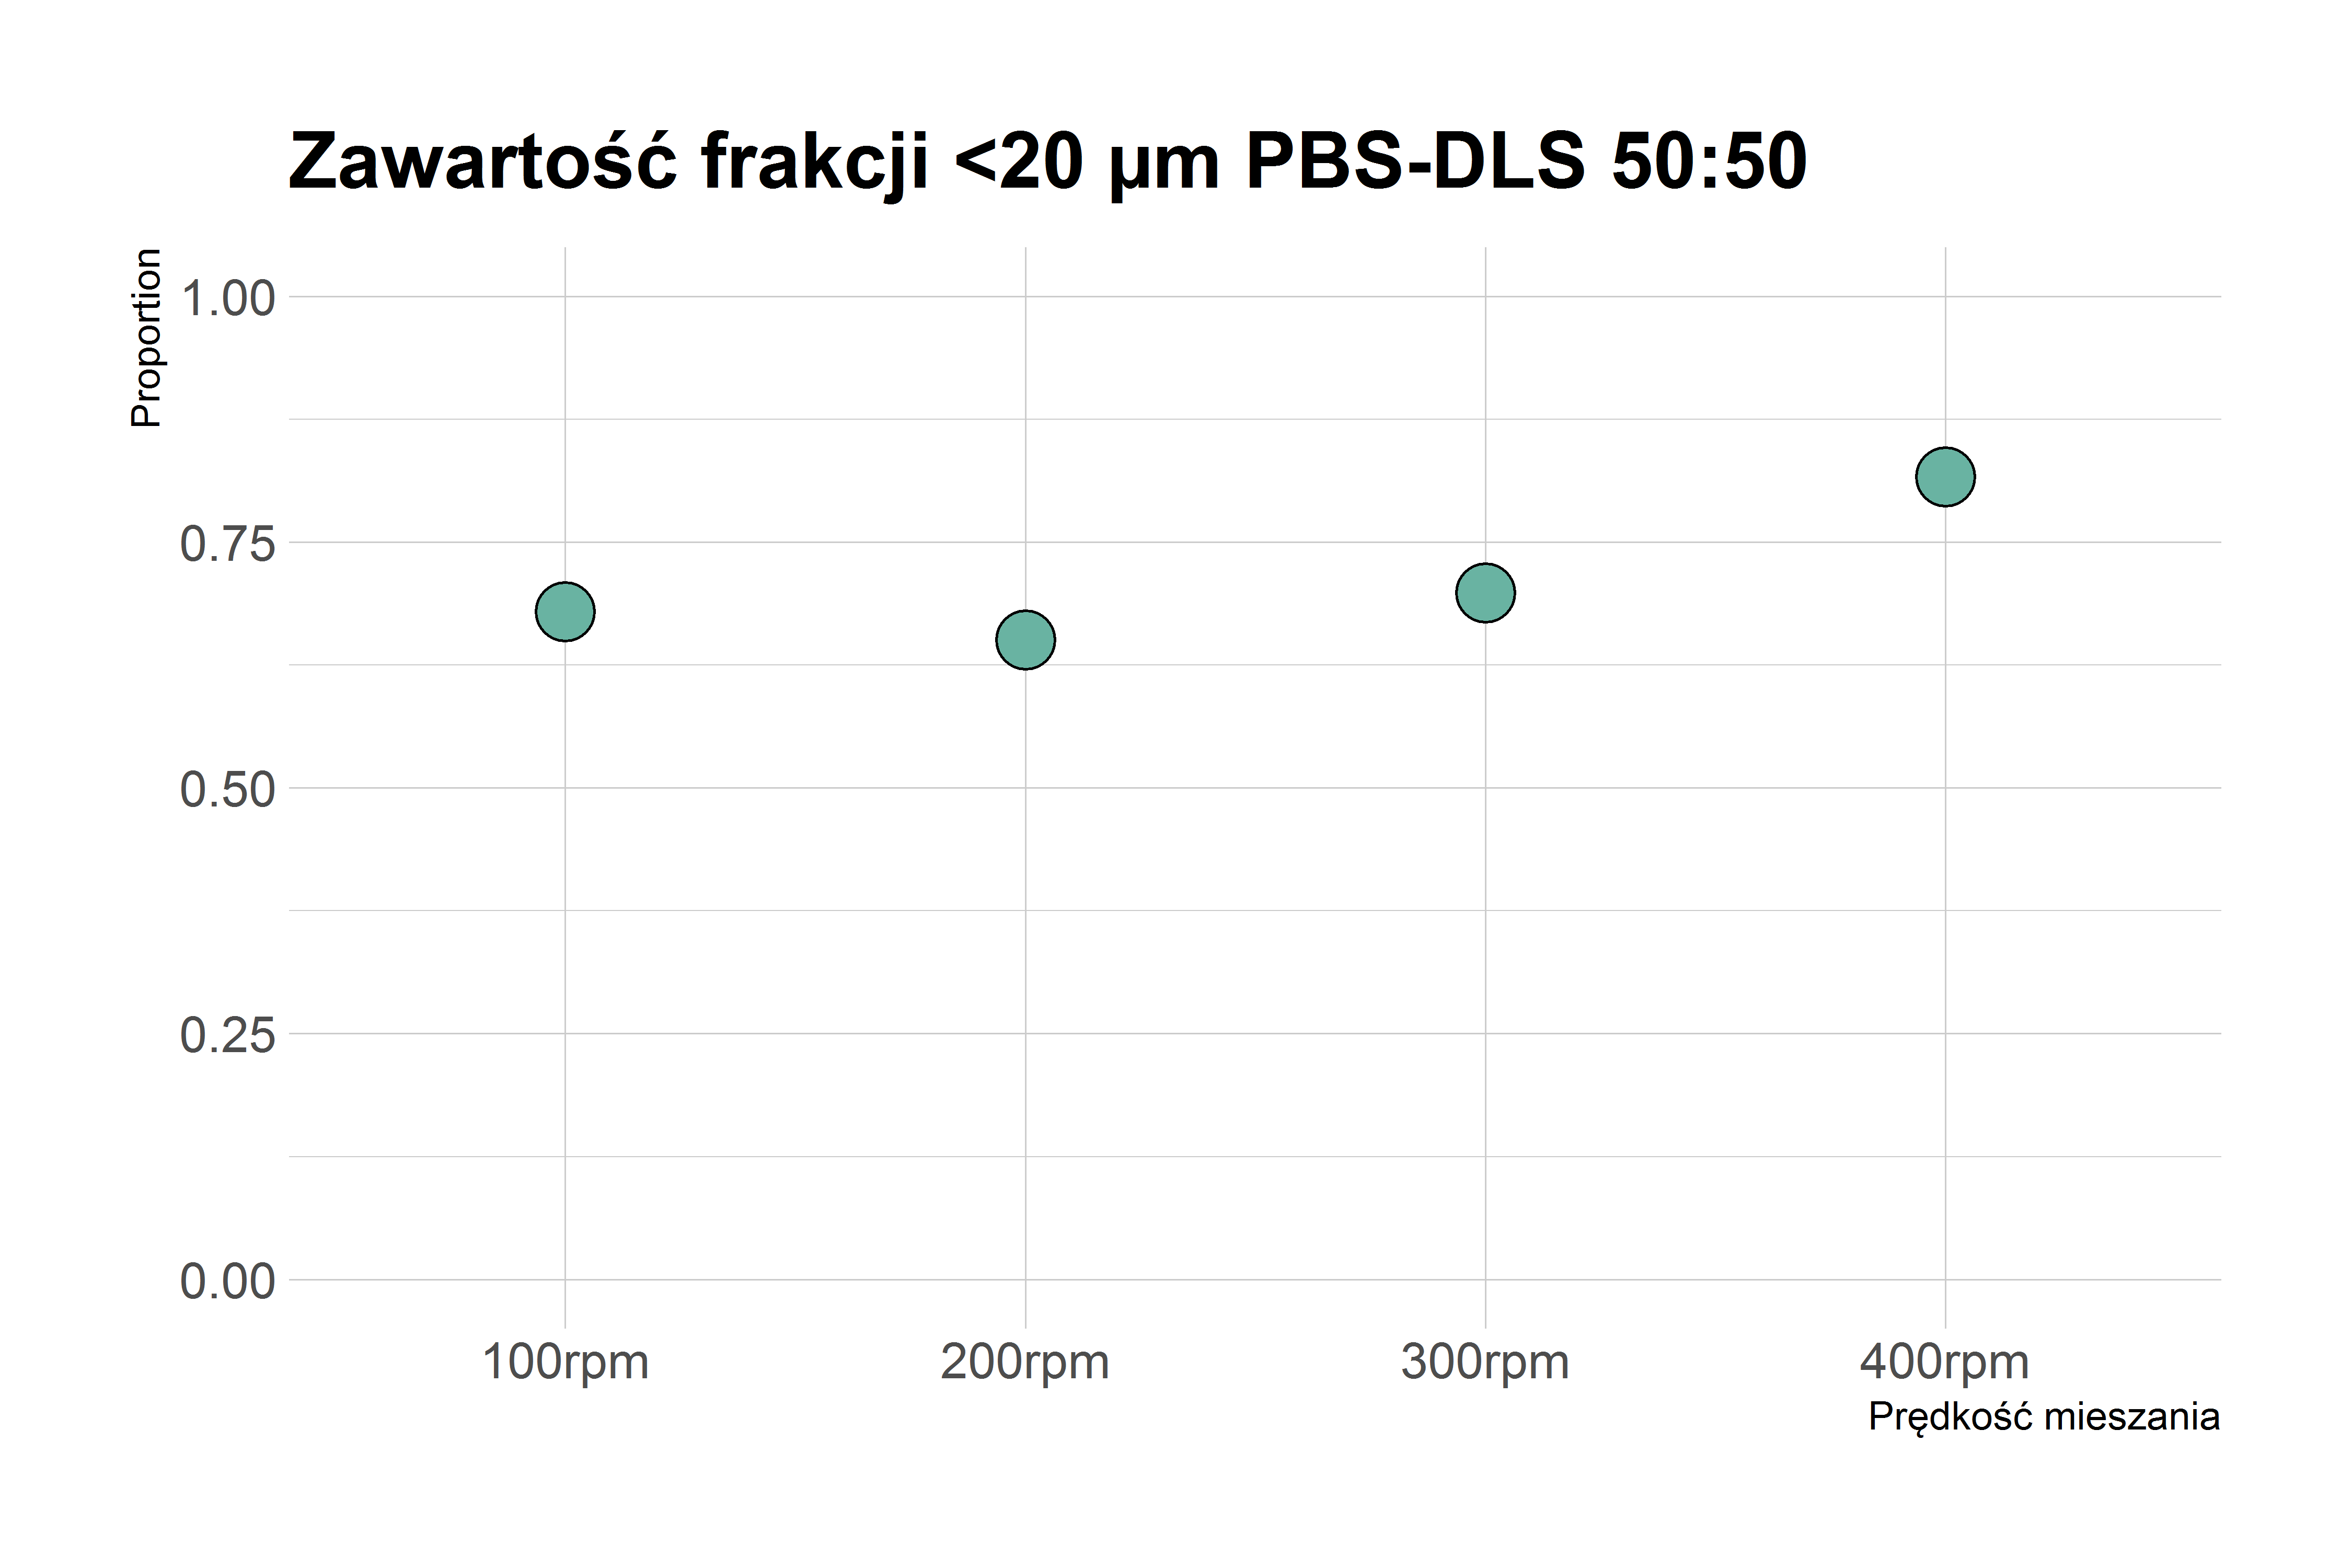 Zawartość frakcji <20 µm PBS-DLS 50:50
Proportion
1.00
0.75
0.50
0.25
0.00
100rpm 200rpm 300rpm 400rpm
Prędkość mieszania